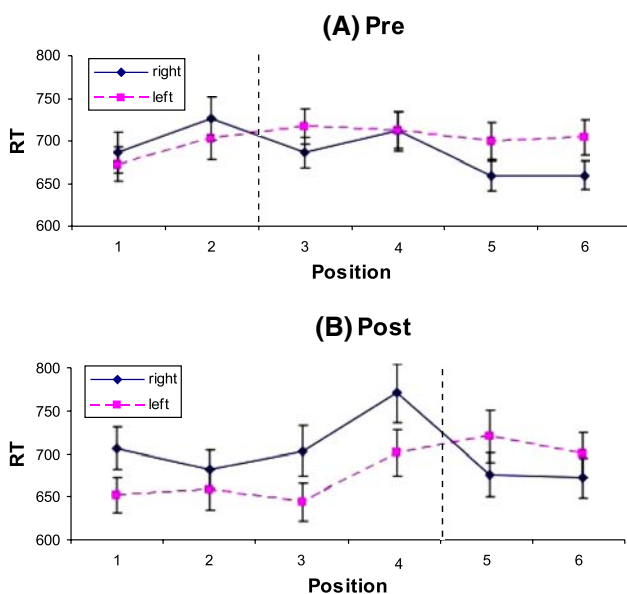 (A) Pre
800
750
700
650
600
RT
right
left
1 2 3 4 5 6
Position
(B) Post
800
750
700
650
600
RT
right
left
1 2 3 4 5 6
Position